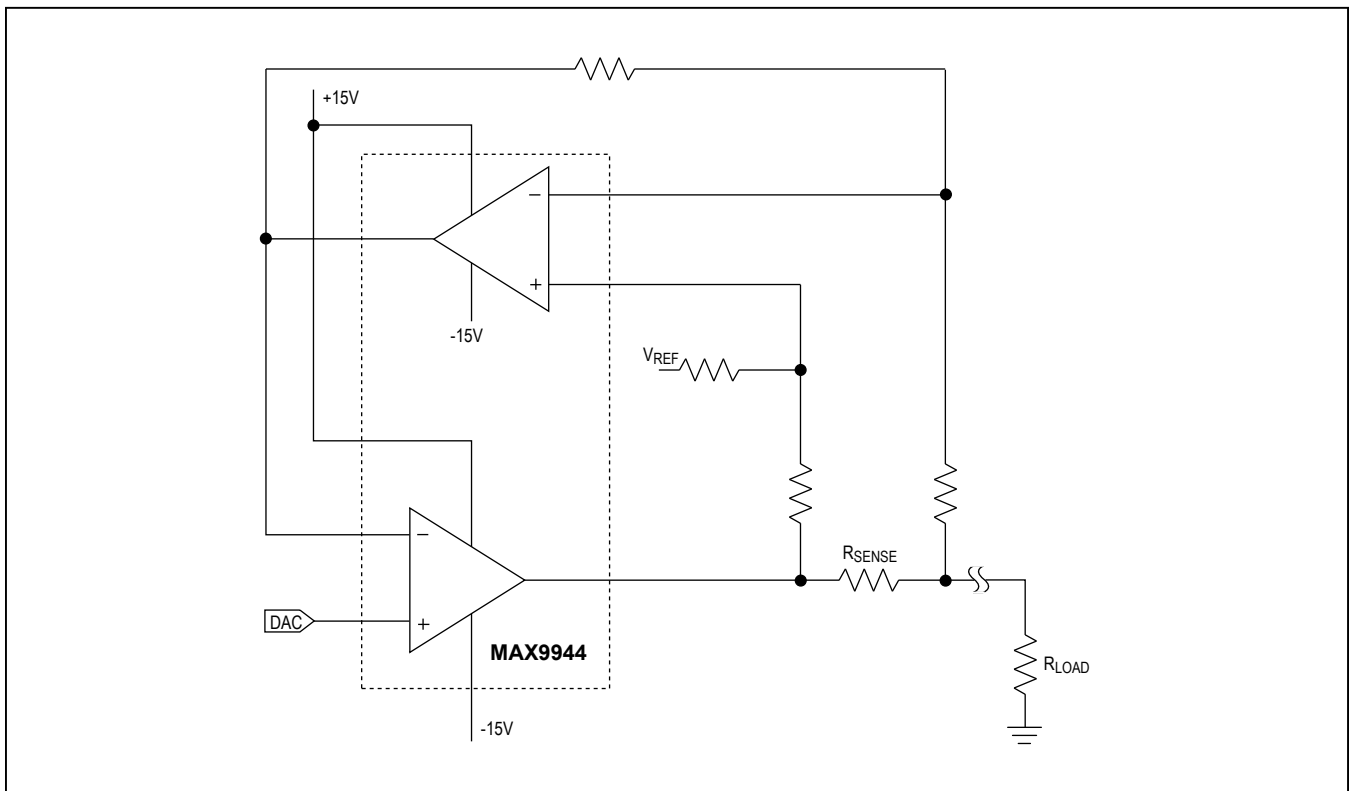 +15V
−
+
-15V
VREF
−
RSENSE
DAC
+
MAX9944
RLOAD
-15V